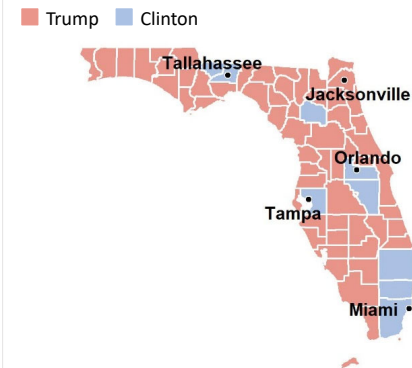 Trump Clinton
Tallahassee
Jacksonville
Orlando
Tampa
Miami